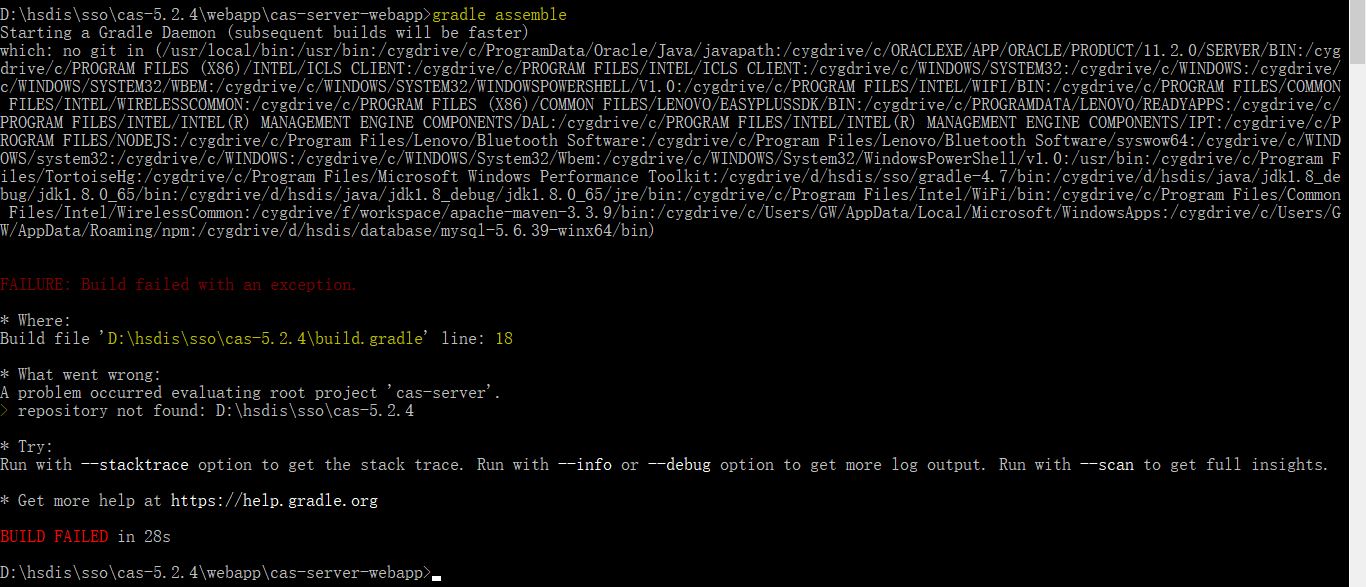 D:\hsdis\sso\cas-5.2.4\webapp\cas-server-webapp>gradle assemble
Starting a Gradle Daemon (subsequent builds will be faster)
which: no git in (/usr/local/bin:/usr/bin:/cygdrive/c/ProgramData/Oracle/Java/javapath:/cygdrive/c/ORACLEXE/APP/ORACLE/PRODUCT/11.2.0/SERVER/BIN:/cyg
drive/c/PROGRAM FILES (X86)/INTEL/ICLS CLIENT:/cygdrive/c/PROGRAM FILES/INTEL/ICLS CLIENT:/cygdrive/c/WINDOWS/SYSTEM32:/cygdrive/c/WINDOWS:/cygdrive/
c/WINDOWS/SYSTEM32/WBEM:/cygdrive/c/WINDOWS/SYSTEM32/WINDOWSPOWERSHELL/V1.0:/cygdrive/c/PROGRAM FILES/INTEL/WIFI/BIN:/cygdrive/c/PROGRAM FILES/COMMON
 FILES/INTEL/WIRELESSCOMMON:/cygdrive/c/PROGRAM FILES (X86)/COMMON FILES/LENOVO/EASYPLUSSDK/BIN:/cygdrive/c/PROGRAMDATA/LENOVO/READYAPPS:/cygdrive/c/
PROGRAM FILES/INTEL/INTEL(R) MANAGEMENT ENGINE COMPONENTS/DAL:/cygdrive/c/PROGRAM FILES/INTEL/INTEL(R) MANAGEMENT ENGINE COMPONENTS/IPT:/cygdrive/c/P
ROGRAM FILES/NODEJS:/cygdrive/c/Program Files/Lenovo/Bluetooth Software:/cygdrive/c/Program Files/Lenovo/Bluetooth Software/syswow64:/cygdrive/c/WIND
OWS/system32:/cygdrive/c/WINDOWS:/cygdrive/c/WINDOWS/System32/Wbem:/cygdrive/c/WINDOWS/System32/WindowsPowerShell/v1.0:/usr/bin:/cygdrive/c/Program F
iles/TortoiseHg:/cygdrive/c/Program Files/Microsoft Windows Performance Toolkit:/cygdrive/d/hsdis/sso/gradle-4.7/bin:/cygdrive/d/hsdis/java/jdk1.8_de
bug/jdk1.8.0_65/bin:/cygdrive/d/hsdis/java/jdk1.8_debug/jdk1.8.0_65/jre/bin:/cygdrive/c/Program Files/Intel/WiFi/bin:/cygdrive/c/Program Files/Common
 Files/Intel/WirelessCommon:/cygdrive/f/workspace/apache-maven-3.3.9/bin:/cygdrive/c/Users/GW/AppData/Local/Microsoft/WindowsApps:/cygdrive/c/Users/G
W/AppData/Roaming/npm:/cygdrive/d/hsdis/database/mysql-5.6.39-winx64/bin)
FAILURE: Build failed with an exception.
* Where:
Build file 'D:\hsdis\sso\cas-5.2.4\build.gradle' line: 18
* What went wrong:
A problem occurred evaluating root project 'cas-server'.
> repository not found: D:\hsdis\sso\cas-5.2.4
* Try:
Run with --stacktrace option to get the stack trace. Run with --info or --debug option to get more log output. Run with --scan to get full insights.
* Get more help at https://help.gradle.org
BUILD FAILED in 28s
D:\hsdis\sso\cas-5.2.4\webapp\cas-server-webapp>